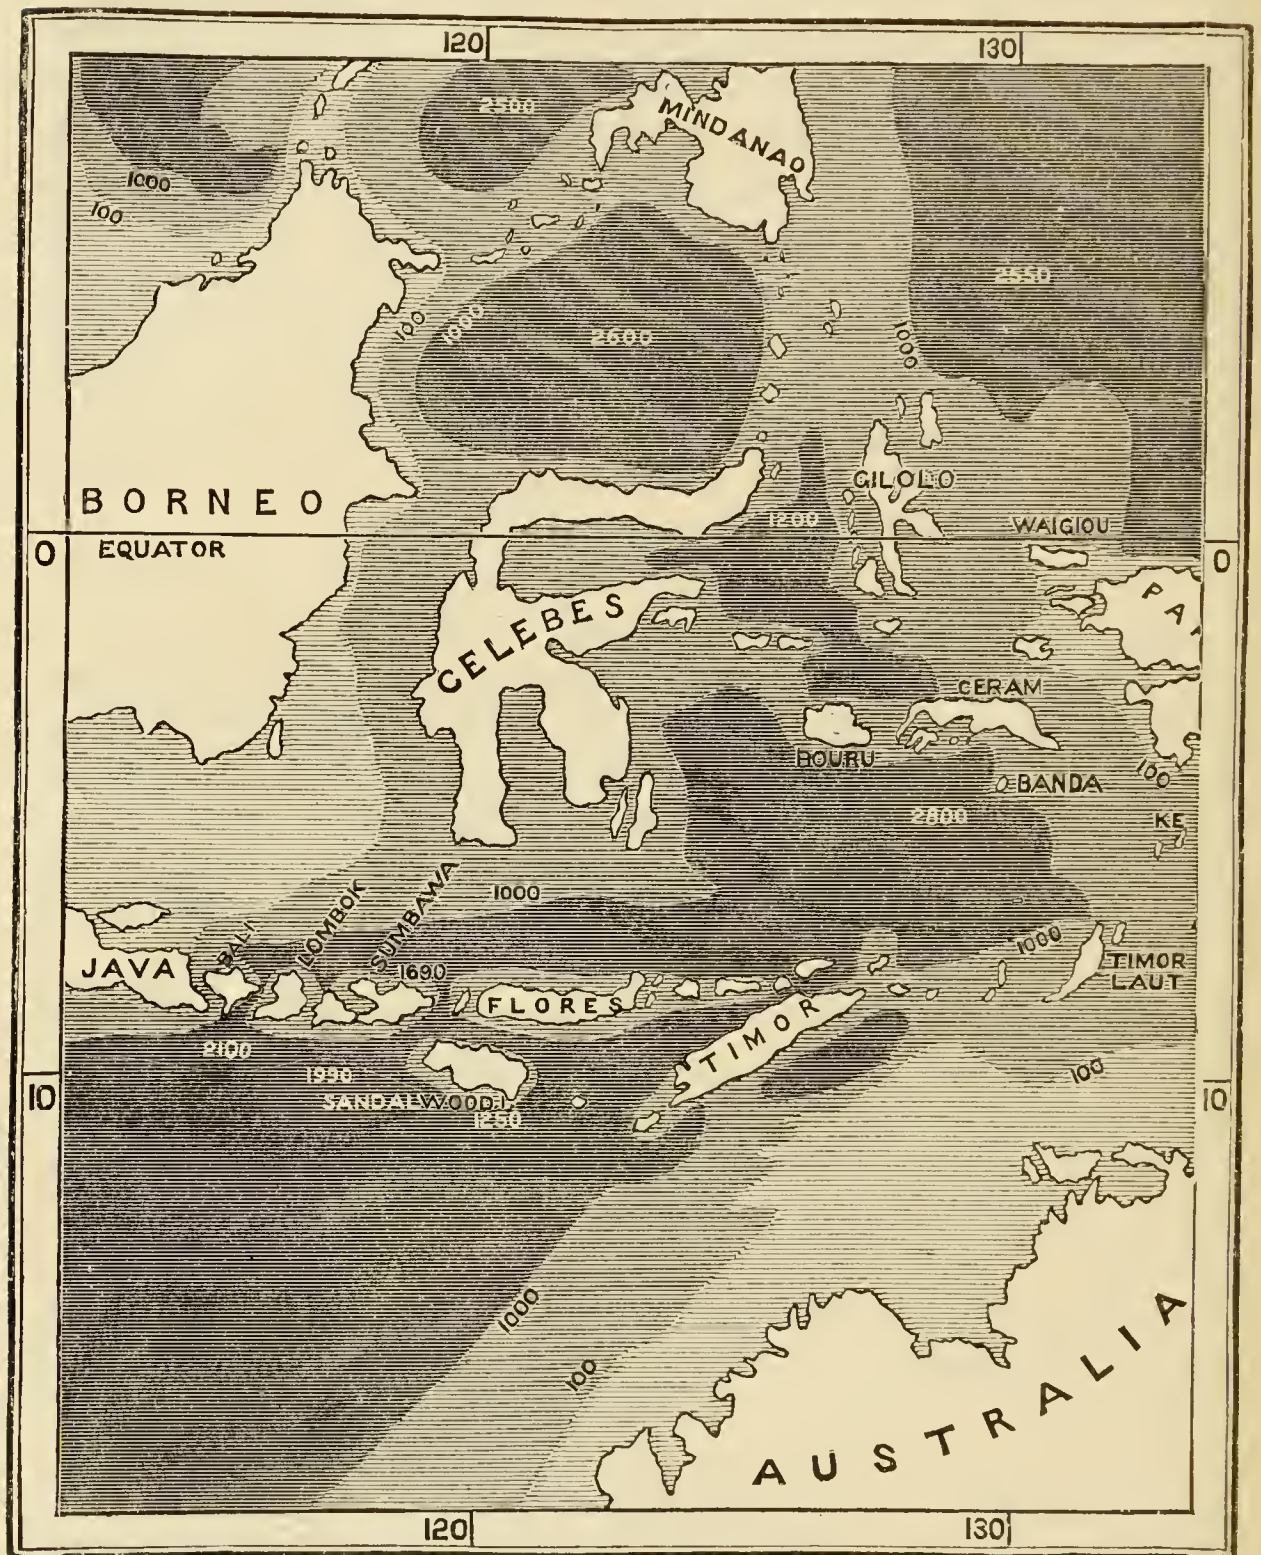 120
130
2500
MINDANAO
1000
100
2550
100
1000
2600
1000
GILOLO
BORNEO
1200
WAIGIOU
0
EQUATOR
0
PA
CELEBES
CERAM
BOURU
100
BANDA
2800
KE
1000
BALI
LOMBOK
SUMBAWA
1000
JAVA
1690
TIMOR
LAUT
FLORES
TIMOR
2100
1990
100
10
SANDALWOOD I.
10
1250
1000
100
AUSTRALIA
120
130